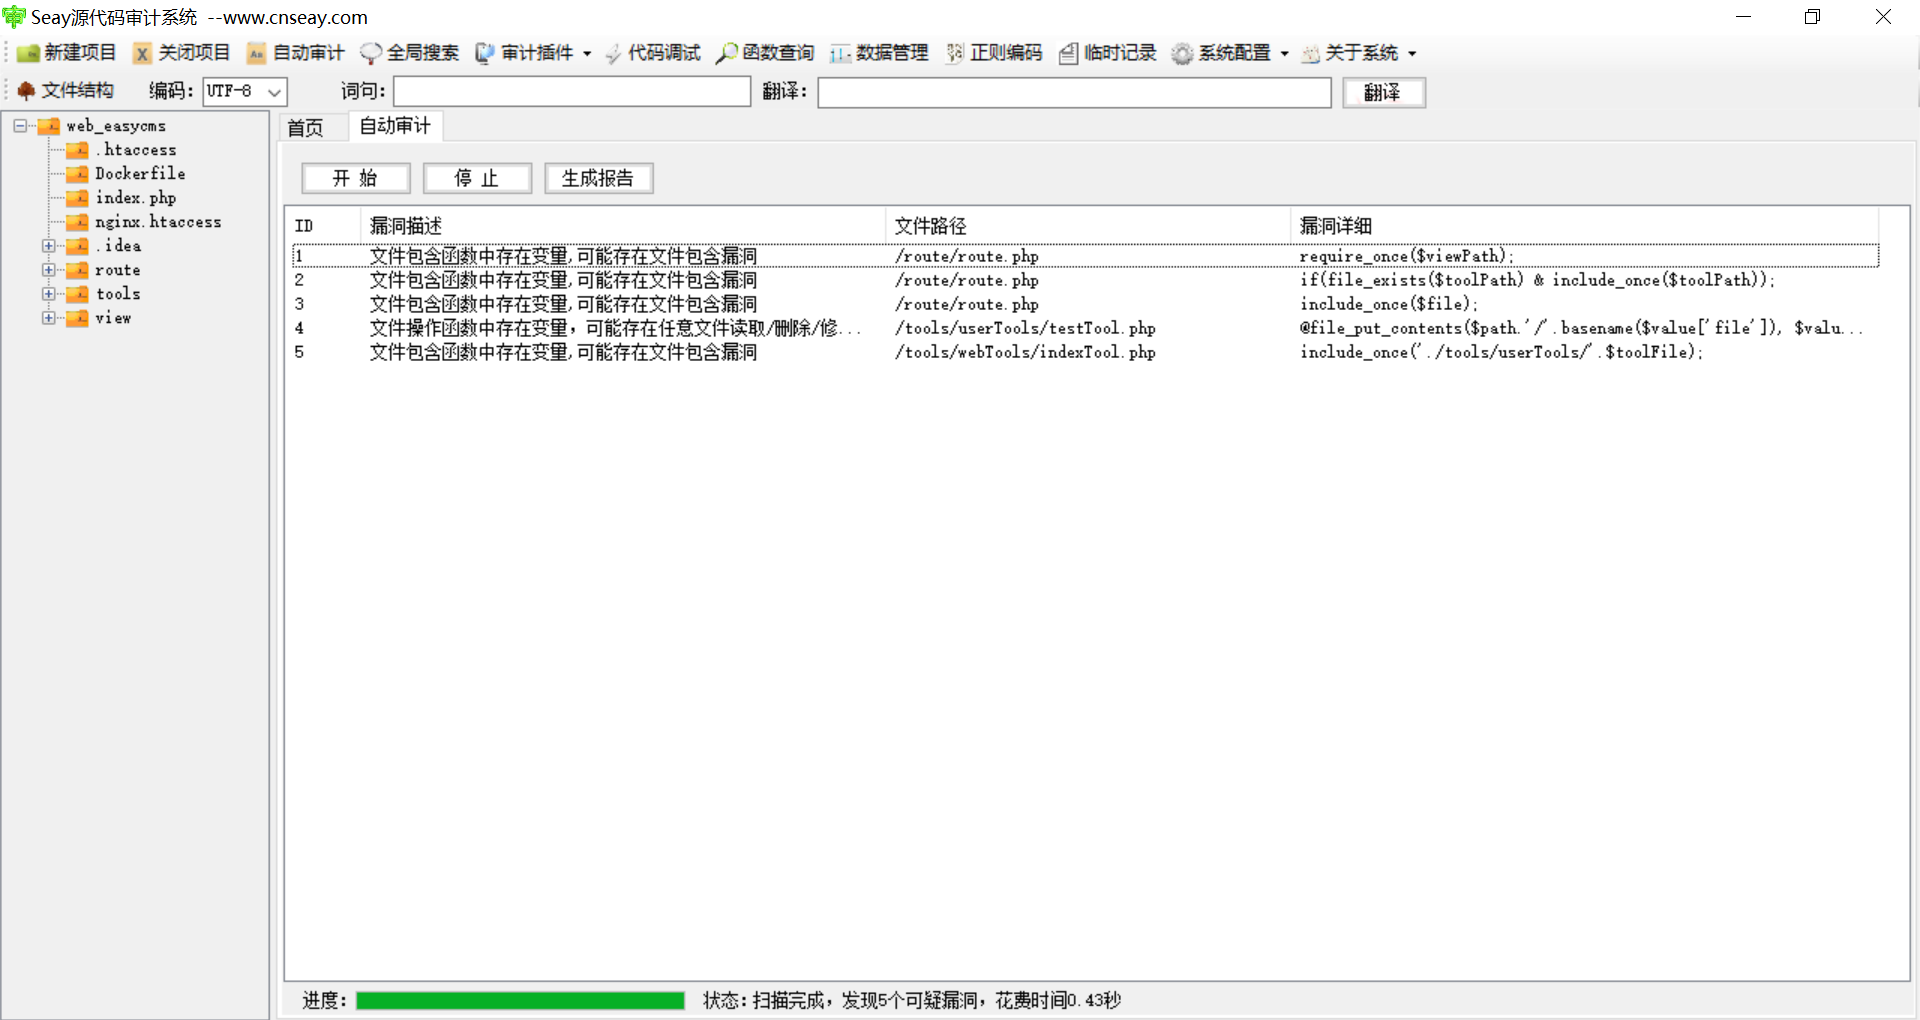 Seay源代码审计系统  --www.cnseay.com
新建项目 关闭项目 自动审计 全局搜索 审计插件 代码调试 函数查询 数据管理 正则编码 临时记录 系统配置 关于系统
文件结构 编码: UTF-8 词句: 翻译: 翻译
web_easycms
.htaccess
Dockerfile
index.php
nginx.htaccess
.idea
route
tools
view
首页 自动审计
开 始 停 止 生成报告
ID 漏洞描述 文件路径 漏洞详细
1 文件包含函数中存在变量,可能存在文件包含漏洞 /route/route.php require_once($viewPath);
2 文件包含函数中存在变量,可能存在文件包含漏洞 /route/route.php if(file_exists($toolPath) & include_once($toolPath));
3 文件包含函数中存在变量,可能存在文件包含漏洞 /route/route.php include_once($file);
4 文件操作函数中存在变量，可能存在任意文件读取/删除/修... /tools/userTools/testTool.php @file_put_contents($path.'/'.basename($value['file']), $valu...
5 文件包含函数中存在变量,可能存在文件包含漏洞 /tools/webTools/indexTool.php include_once('./tools/userTools/'.$toolFile);
进度: 状态:扫描完成，发现5个可疑漏洞，花费时间0.43秒